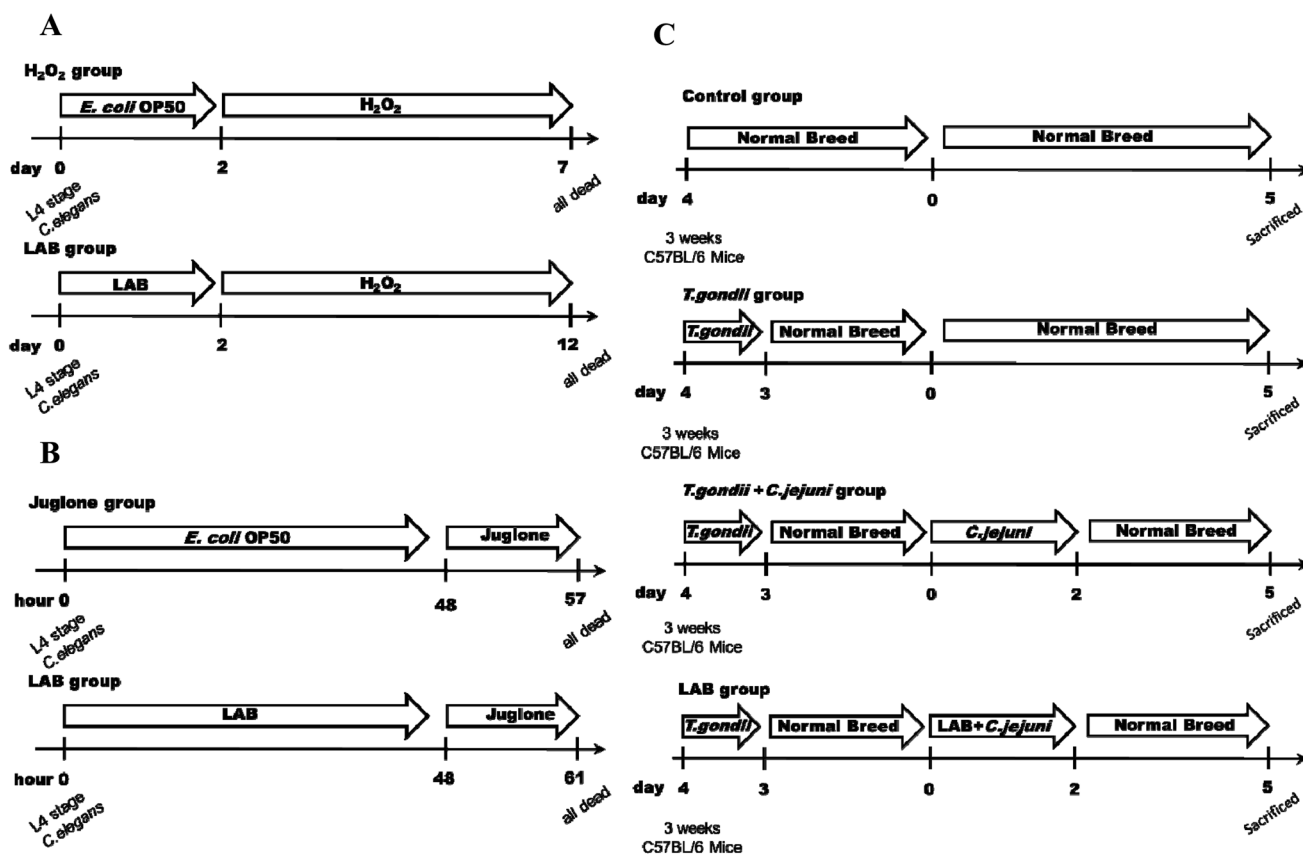 A
H₂O₂ group
E. coli OP50
H₂O₂
day 0 2 7
L4 stage
C.elegans
all dead
LAB group
LAB
H₂O₂
day 0 2 12
L4 stage
C.elegans
all dead
B
Juglone group
E. coli OP50
Juglone
hour 0 48 57
L4 stage
C.elegans
all dead
LAB group
LAB
Juglone
hour 0 48 61
L4 stage
C.elegans
all dead
C
Control group
Normal Breed
Normal Breed
day 4 0 5
3 weeks
C57BL/6 Mice
Sacrificed
T.gondii group
T.gondii
Normal Breed
Normal Breed
day 4 3 0 5
3 weeks
C57BL/6 Mice
Sacrificed
T.gondii + C.jejuni group
T.gondii
Normal Breed
C.jejuni
Normal Breed
day 4 3 0 2 5
3 weeks
C57BL/6 Mice
Sacrificed
LAB group
T.gondii
Normal Breed
LAB+C.jejuni
Normal Breed
day 4 3 0 2 5
3 weeks
C57BL/6 Mice
Sacrificed